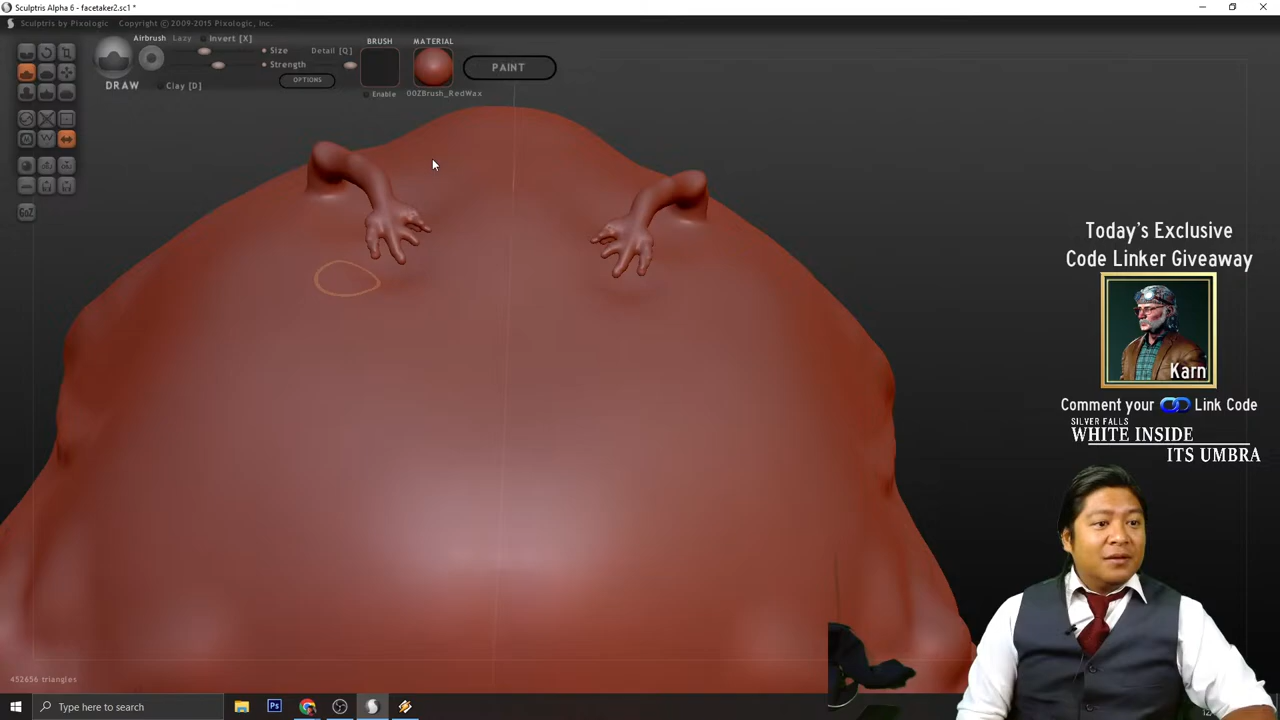 Sculptris Alpha 6 - facetaker2.sc1 *
Sculptris by Pixologic Copyright © 2009-2015 Pixologic, Inc.
Airbrush Lazy Invert [X]
Size
Detail [Q]
Strength
OPTIONS
DRAW
Clay [D]
BRUSH
Enable
MATERIAL
00ZBrush_RedWax
PAINT
GoZ
Today's Exclusive
Code Linker Giveaway
Karn
Comment your Link Code
SILVER FALLS
WHITE INSIDE
ITS UMBRA
452656 triangles
Type here to search
Ps